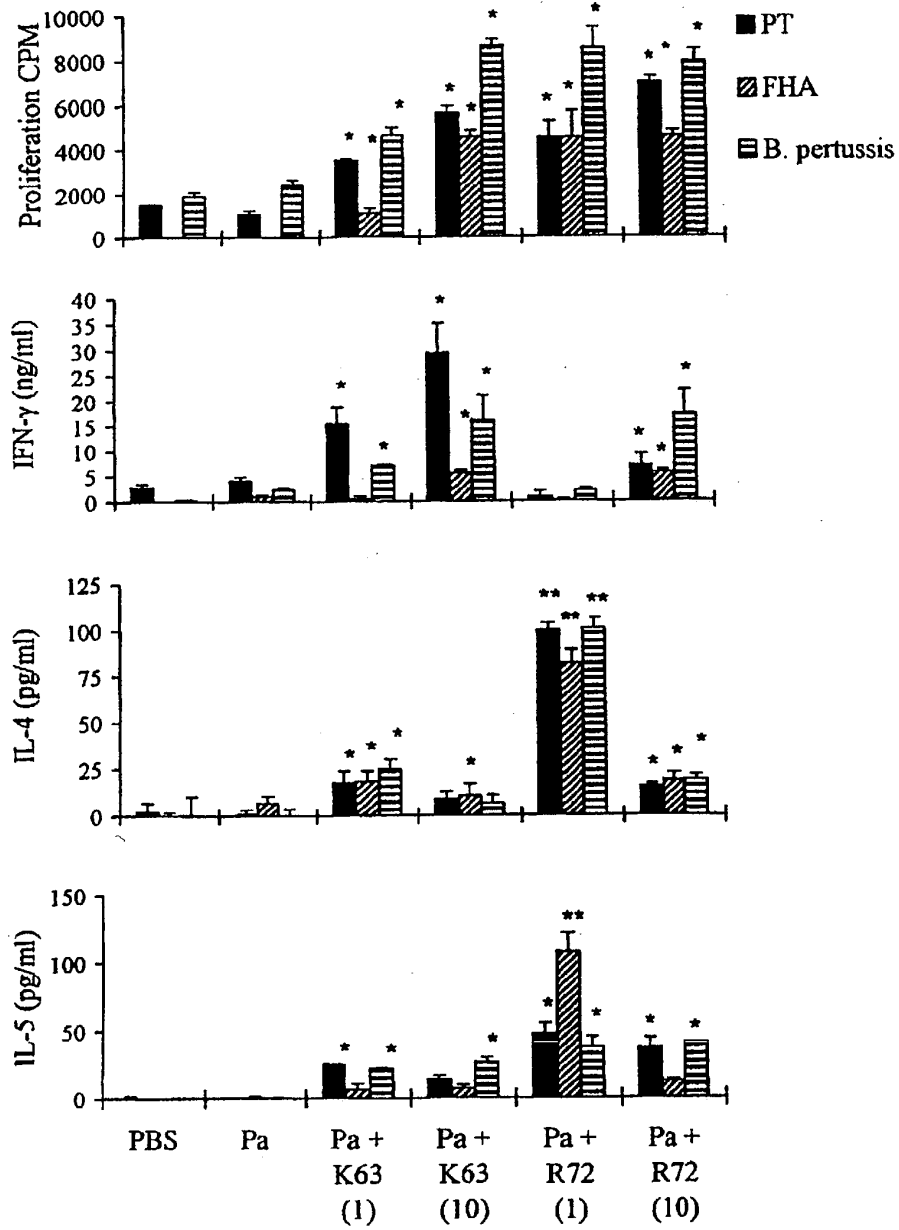 PT
FHA
B. pertussis
Proliferation CPM
10000
8000
6000
4000
2000
0
* * * * * * * * * * * *
IFN-γ (ng/ml)
40
35
30
25
20
15
10
5
0
* * * * * * * *
IL-4 (pg/ml)
125
100
75
50
25
0
* * * * ** ** ** * * *
IL-5 (pg/ml)
150
100
50
0
* * * * ** * * *
PBS
Pa
Pa +
K63
(1)
Pa +
K63
(10)
Pa +
R72
(1)
Pa +
R72
(10)